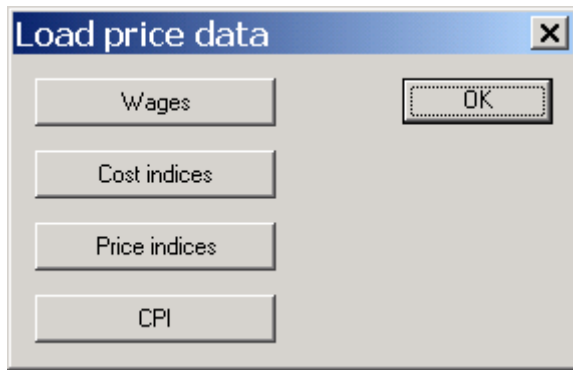 Load price data
Wages
OK
Cost indices
Price indices
CPI